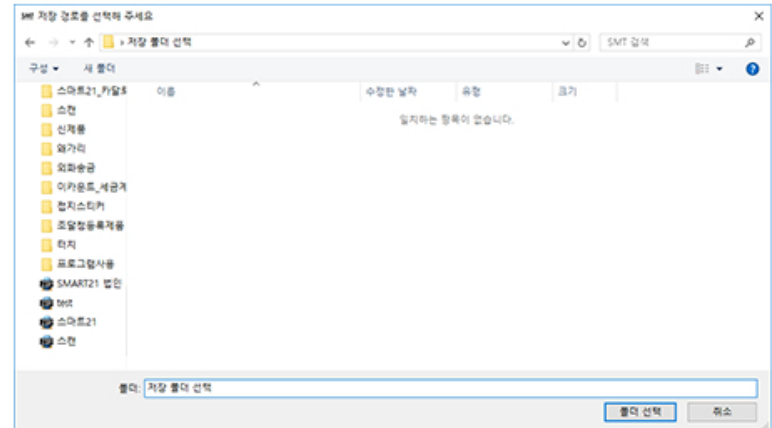 SMT 저장 경로를 선택해 주세요
저장 폴더 선택
SMT 검색
구성
새 폴더
이름
수정한 날짜
유형
크기
일치하는 항목이 없습니다.
스마트21_카달로
스캔
신제품
왜가리
외화송금
이카운트_세금계
접지스티커
조달청등록제품
터치
프로그램사용
SMART21 법인
test
스마트21
스캔
폴더: 저장 폴더 선택
폴더 선택
취소